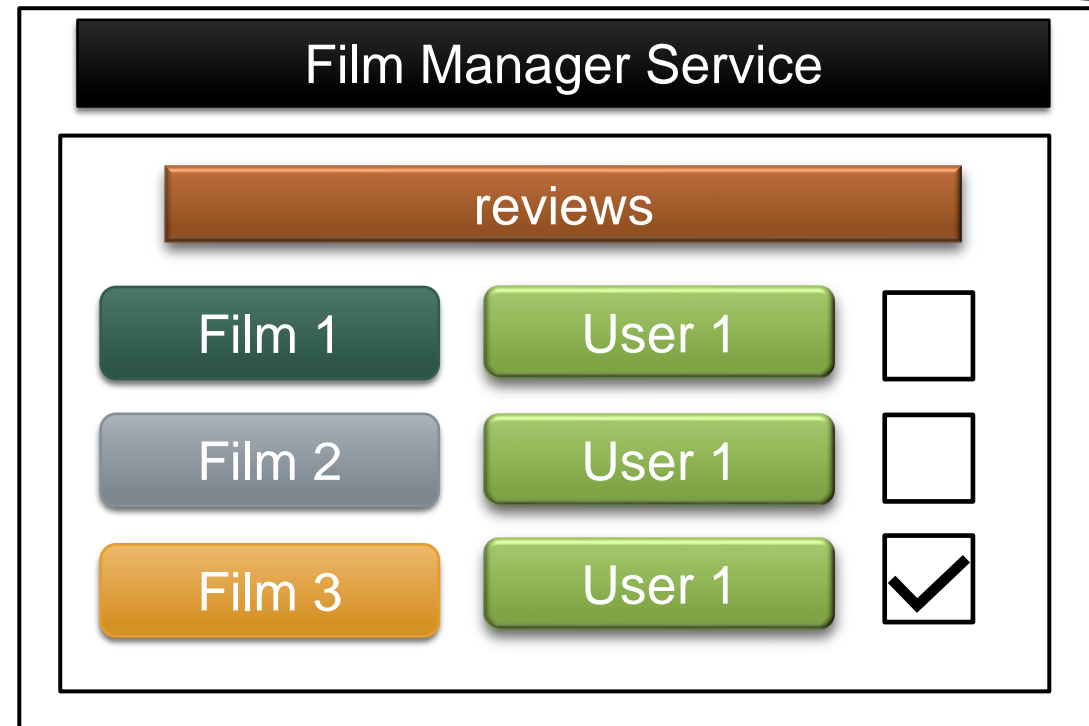 Film Manager Service
reviews
Film 1 User 1
Film 2 User 1
Film 3 User 1